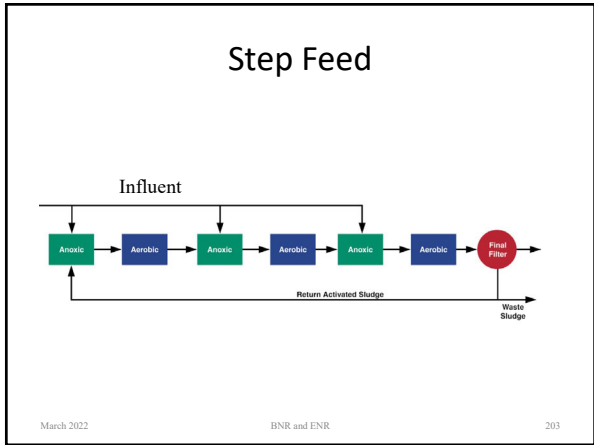 Step Feed
Influent
Anoxic
Aerobic
Anoxic
Aerobic
Anoxic
Aerobic
Final
Filter
Return Activated Sludge
Waste
Sludge
March 2022
BNR and ENR
203